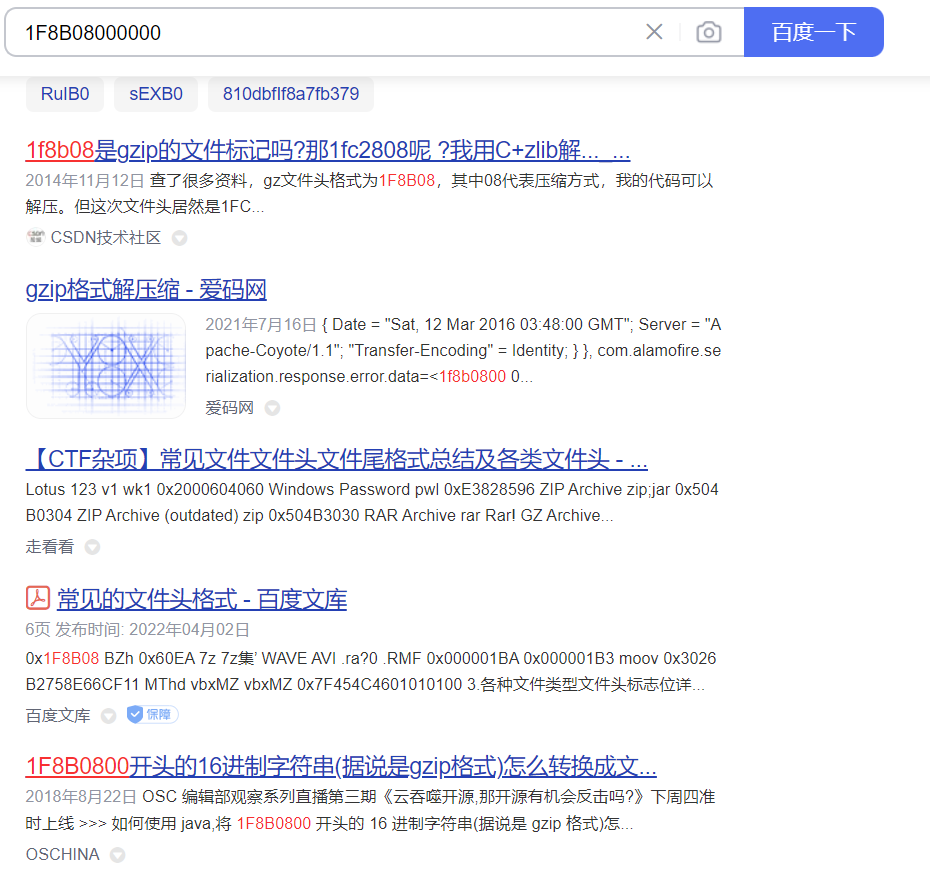 1F8B08000000
百度一下
RuIB0 sEXB0 810dbfIf8a7fb379
1f8b08是gzip的文件标记吗?那1fc2808呢 ?我用C+zlib解..._...
2014年11月12日 查了很多资料，gz文件头格式为1F8B08，其中08代表压缩方式，我的代码可以
解压。但这次文件头居然是1FC...
CSDN技术社区
gzip格式解压缩 - 爱码网
2021年7月16日 { Date = "Sat, 12 Mar 2016 03:48:00 GMT"; Server = "A
pache-Coyote/1.1"; "Transfer-Encoding" = Identity; } }, com.alamofire.se
rialization.response.error.data=<1f8b0800 0...
爱码网
【CTF杂项】常见文件文件头文件尾格式总结及各类文件头 - ...
Lotus 123 v1 wk1 0x2000604060 Windows Password pwl 0xE3828596 ZIP Archive zip;jar 0x504
B0304 ZIP Archive (outdated) zip 0x504B3030 RAR Archive rar Rar! GZ Archive...
走看看
常见的文件头格式 - 百度文库
6页 发布时间: 2022年04月02日
0x1F8B08 BZh 0x60EA 7z 7z集' WAVE AVI .ra?0 .RMF 0x000001BA 0x000001B3 moov 0x3026
B2758E66CF11 MThd vbxMZ vbxMZ 0x7F454C4601010100 3.各种文件类型文件头标志位详...
百度文库 保障
1F8B0800开头的16进制字符串(据说是gzip格式)怎么转换成文...
2018年8月22日 OSC 编辑部观察系列直播第三期《云吞噬开源,那开源有机会反击吗?》下周四准
时上线 >>> 如何使用 java,将 1F8B0800 开头的 16 进制字符串(据说是 gzip 格式)怎...
OSCHINA